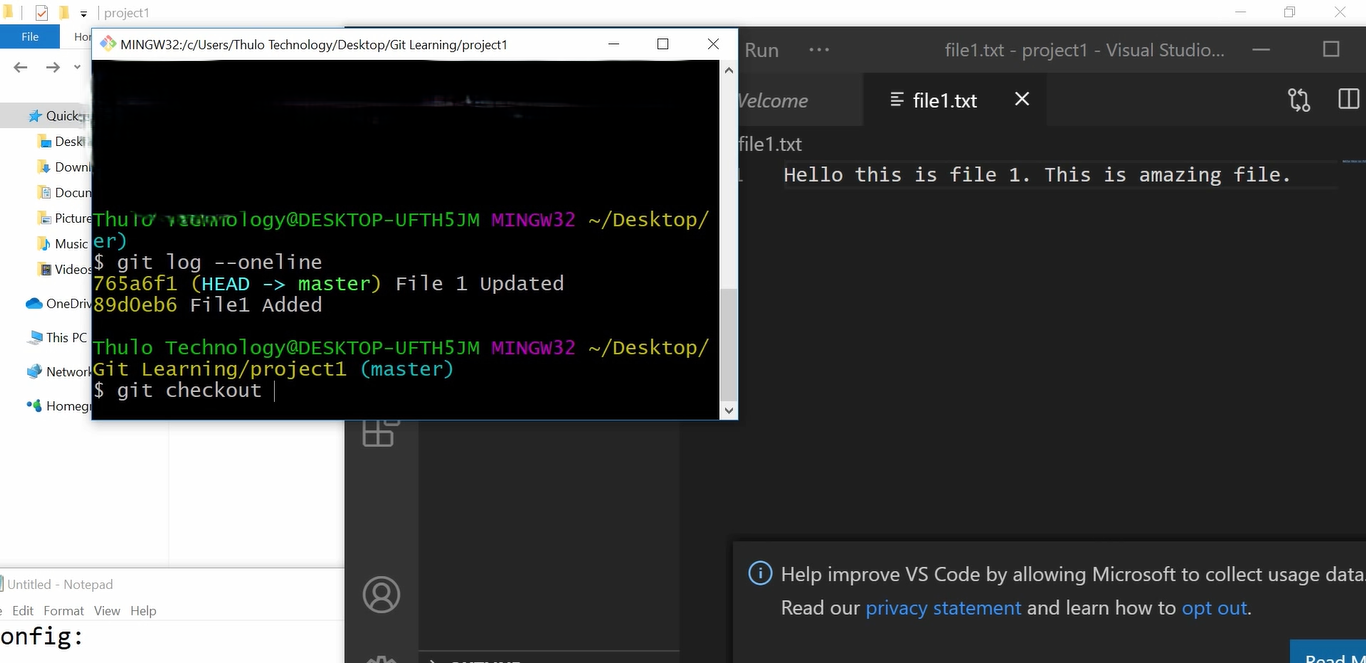 project1
File
Hor
MINGW32:/c/Users/Thulo Technology/Desktop/Git Learning/project1
Run ···
file1.txt - project1 - Visual Studio...
Welcome
file1.txt
file1.txt
1 Hello this is file 1. This is amazing file.
Quick
Desk
Down
Docun
Picture
Music
Videos
OneDriv
This PC
Network
Homegr
Thulo Technology@DESKTOP-UFTH5JM MINGW32 ~/Desktop/
er)
$ git log --oneline
765a6f1 (HEAD -> master) File 1 Updated
89d0eb6 File1 Added
Thulo Technology@DESKTOP-UFTH5JM MINGW32 ~/Desktop/
Git Learning/project1 (master)
$ git checkout
Untitled - Notepad
Edit Format View Help
onfig:
Help improve VS Code by allowing Microsoft to collect usage data.
Read our privacy statement and learn how to opt out.
Read M